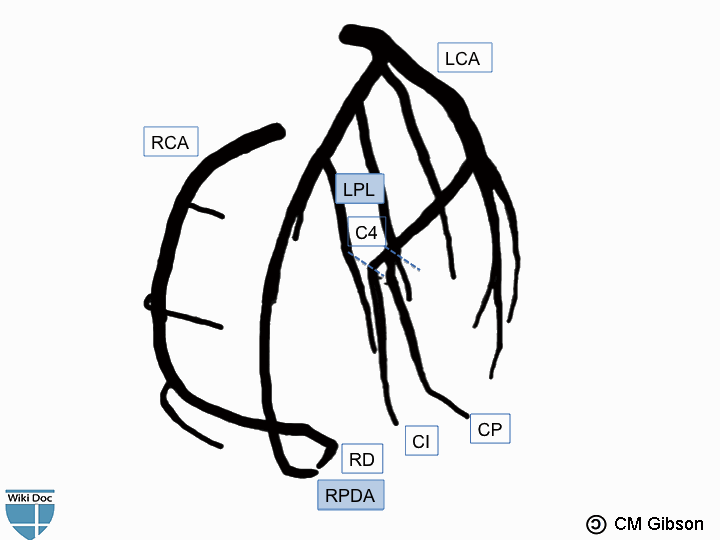 LCA
RCA
LPL
C4
CP
CI
RD
RPDA
Wiki Doc
© CM Gibson